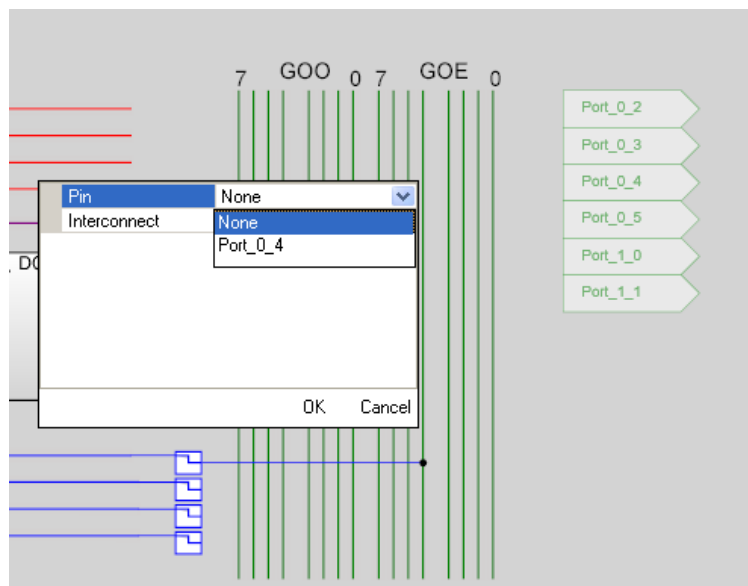 7 GOO 0 7 GOE 0
Port_0_2
Port_0_3
Port_0_4
Port_0_5
Port_1_0
Port_1_1
Pin None
Interconnect None
Port_0_4
DC
OK Cancel